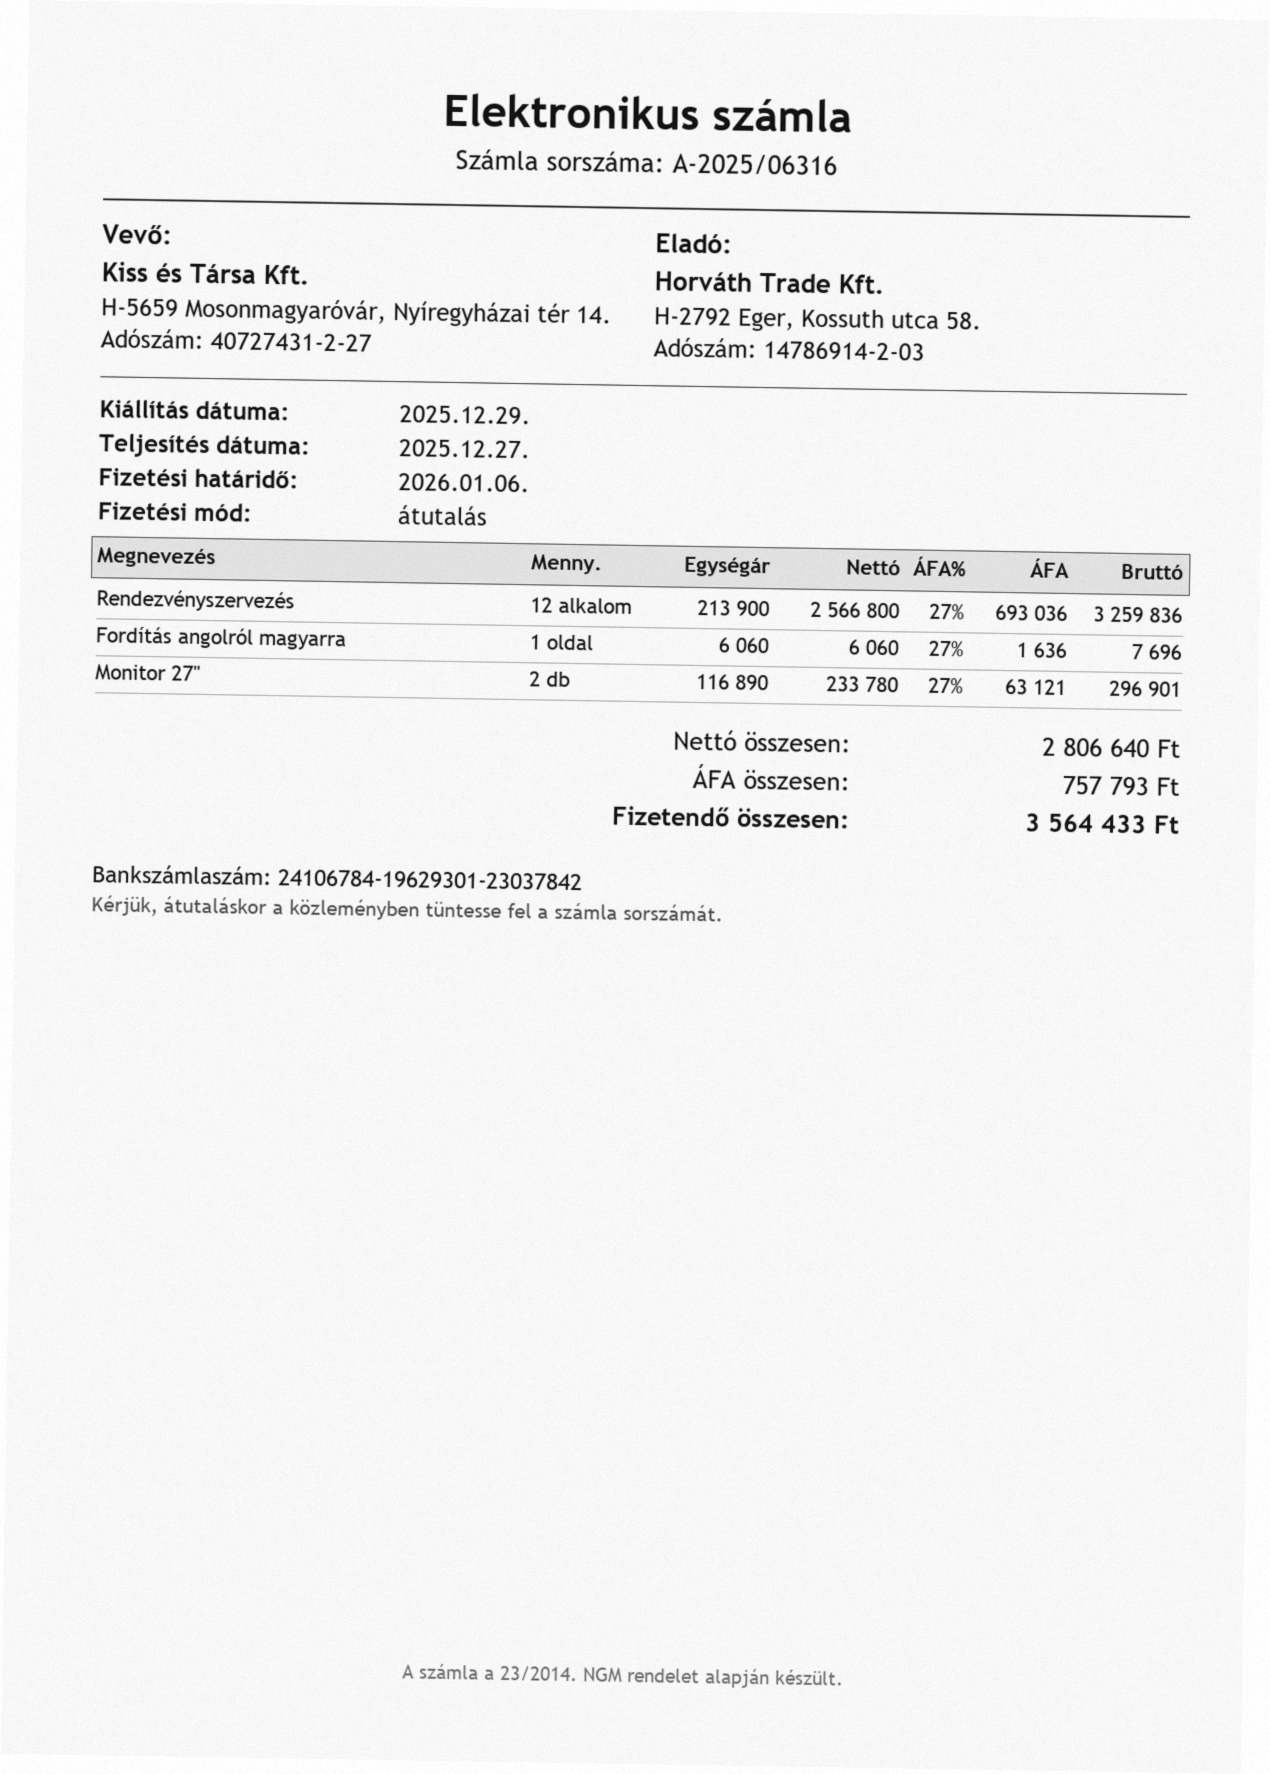 Elektronikus számla
Számla sorszáma: A-2025/06316
Vevő:
Kiss és Társa Kft.
H-5659 Mosonmagyaróvár, Nyíregyházai tér 14.
Adószám: 40727431-2-27
Eladó:
Horváth Trade Kft.
H-2792 Eger, Kossuth utca 58.
Adószám: 14786914-2-03
Kiállítás dátuma: 2025.12.29.
Teljesítés dátuma: 2025.12.27.
Fizetési határidő: 2026.01.06.
Fizetési mód: átutalás
Megnevezés Menny. Egységár Nettó ÁFA% ÁFA Bruttó
Rendezvényszervezés 12 alkalom 213 900 2 566 800 27% 693 036 3 259 836
Fordítás angolról magyarra 1 oldal 6 060 6 060 27% 1 636 7 696
Monitor 27" 2 db 116 890 233 780 27% 63 121 296 901
Nettó összesen: 2 806 640 Ft
ÁFA összesen: 757 793 Ft
Fizetendő összesen: 3 564 433 Ft
Bankszámlaszám: 24106784-19629301-23037842
Kérjük, átutaláskor a közleményben tüntesse fel a számla sorszámát.
A számla a 23/2014. NGM rendelet alapján készült.